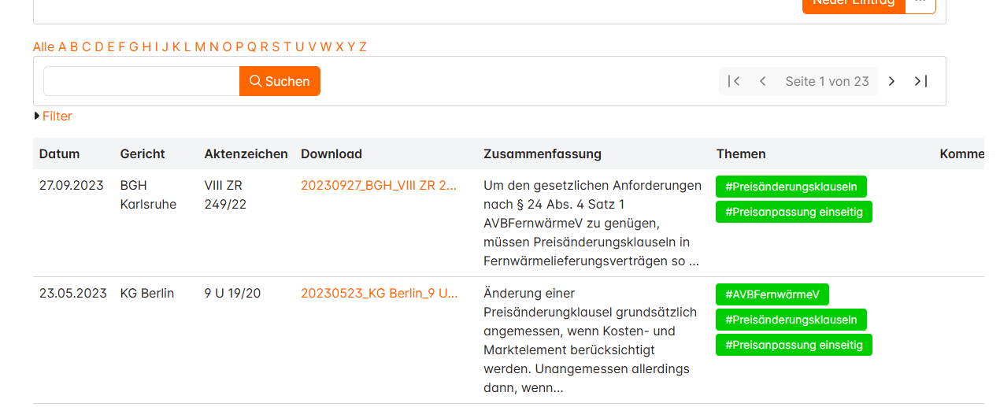 Neuer Eintrag ...
Alle A B C D E F G H I J K L M N O P Q R S T U V W X Y Z
Suchen
Seite 1 von 23
Filter
Datum Gericht Aktenzeichen Download Zusammenfassung Themen Komme
27.09.2023 BGH VIII ZR 20230927_BGH_VIII ZR 2... Um den gesetzlichen Anforderungen #Preisänderungsklauseln
Karlsruhe 249/22 nach § 24 Abs. 4 Satz 1
#Preisanpassung einseitig
AVBFernwärmeV zu genügen,
müssen Preisänderungsklauseln in
Fernwärmelieferungsverträgen so ...
23.05.2023 KG Berlin 9 U 19/20 20230523_KG Berlin_9 U... Änderung einer #AVBFernwärmeV
Preisänderungklausel grundsätzlich #Preisänderungsklauseln
angemessen, wenn Kosten- und
Marktelement berücksichtigt #Preisanpassung einseitig
werden. Unangemessen allerdings
dann, wenn...